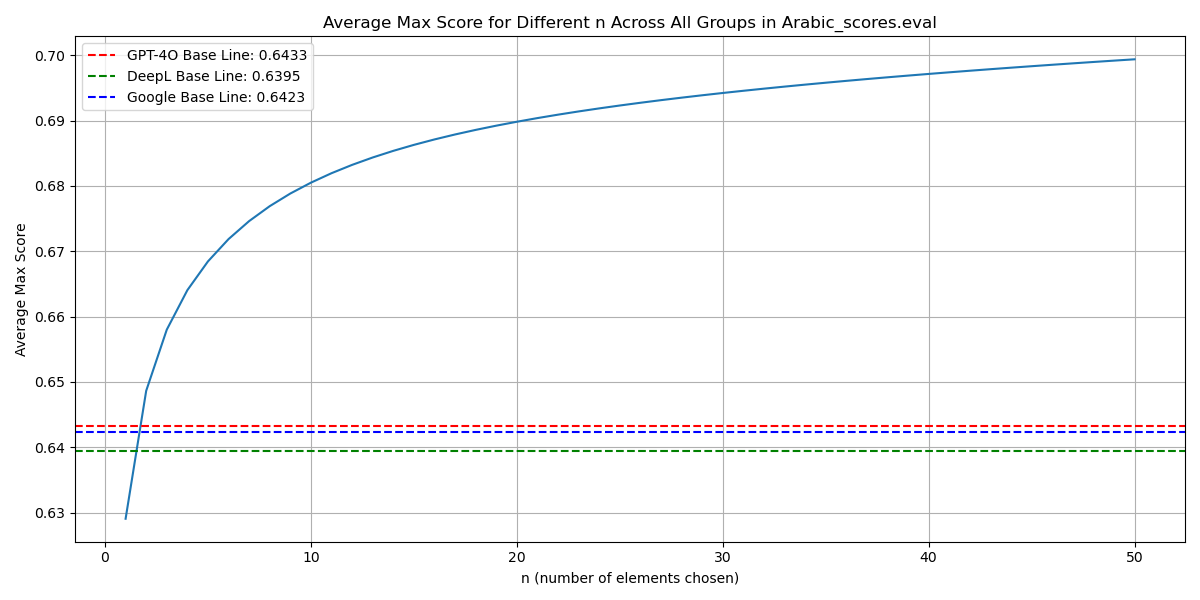 Average Max Score for Different n Across All Groups in Arabic_scores.eval
GPT-4O Base Line: 0.6433
DeepL Base Line: 0.6395
Google Base Line: 0.6423
Average Max Score
0.70
0.69
0.68
0.67
0.66
0.65
0.64
0.63
0 10 20 30 40 50
n (number of elements chosen)